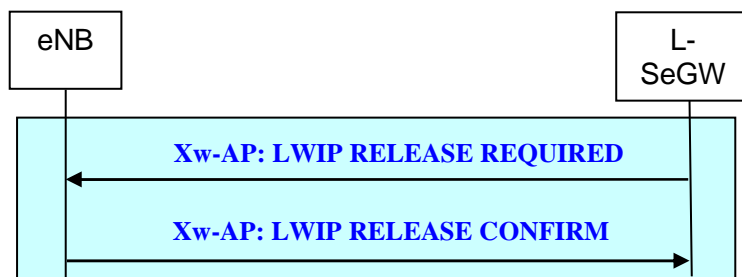 eNB
L-
SeGW
Xw-AP: LWIP RELEASE REQUIRED
Xw-AP: LWIP RELEASE CONFIRM